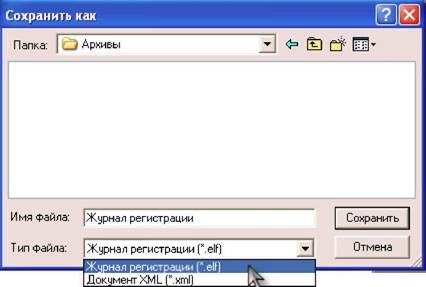 Сохранить как
Папка: Архивы
Имя файла: Журнал регистрации Сохранить
Тип файла: Журнал регистрации (*.elf) Отмена
Журнал регистрации (*.elf)
Документ XML (*.xml)